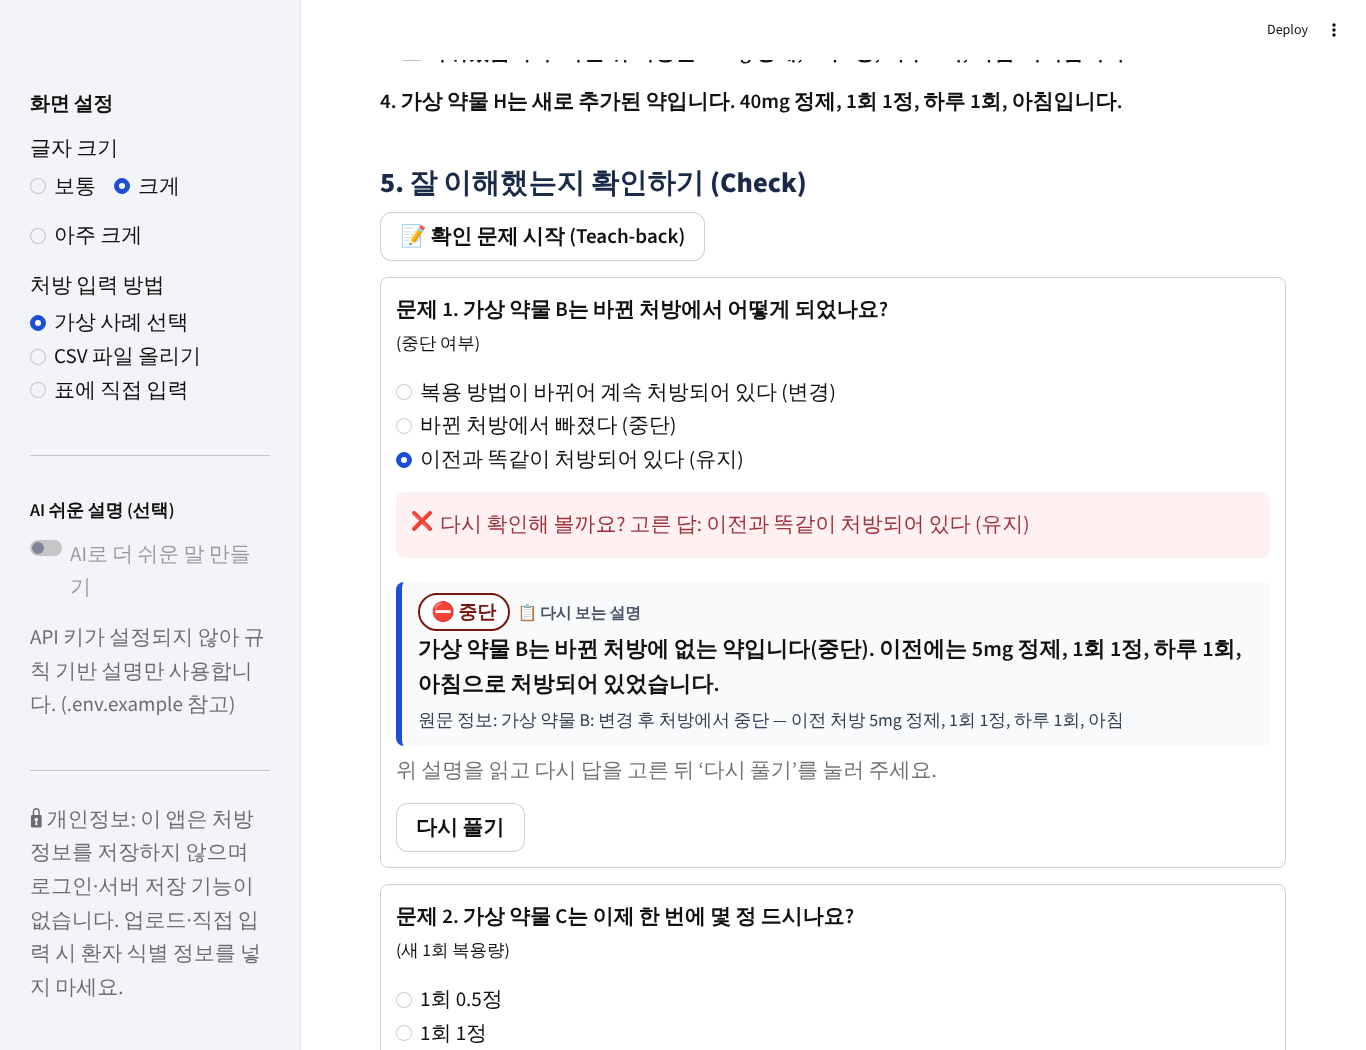 Deploy
화면 설정
글자 크기
보통
크게
아주 크게
처방 입력 방법
가상 사례 선택
CSV 파일 올리기
표에 직접 입력
AI 쉬운 설명 (선택)
AI로 더 쉬운 말 만들
기
API 키가 설정되지 않아 규
칙 기반 설명만 사용합니
다. (.env.example 참고)
개인정보: 이 앱은 처방
정보를 저장하지 않으며
로그인·서버 저장 기능이
없습니다. 업로드·직접 입
력 시 환자 식별 정보를 넣
지 마세요.
4. 가상 약물 H는 새로 추가된 약입니다. 40mg 정제, 1회 1정, 하루 1회, 아침입니다.
5. 잘 이해했는지 확인하기 (Check)
📝 확인 문제 시작 (Teach-back)
문제 1. 가상 약물 B는 바뀐 처방에서 어떻게 되었나요?
(중단 여부)
복용 방법이 바뀌어 계속 처방되어 있다 (변경)
바뀐 처방에서 빠졌다 (중단)
이전과 똑같이 처방되어 있다 (유지)
❌ 다시 확인해 볼까요? 고른 답: 이전과 똑같이 처방되어 있다 (유지)
⛔ 중단 📋 다시 보는 설명
가상 약물 B는 바뀐 처방에 없는 약입니다(중단). 이전에는 5mg 정제, 1회 1정, 하루 1회,
아침으로 처방되어 있었습니다.
원문 정보: 가상 약물 B: 변경 후 처방에서 중단 — 이전 처방 5mg 정제, 1회 1정, 하루 1회, 아침
위 설명을 읽고 다시 답을 고른 뒤 ‘다시 풀기’를 눌러 주세요.
다시 풀기
문제 2. 가상 약물 C는 이제 한 번에 몇 정 드시나요?
(새 1회 복용량)
1회 0.5정
1회 1정